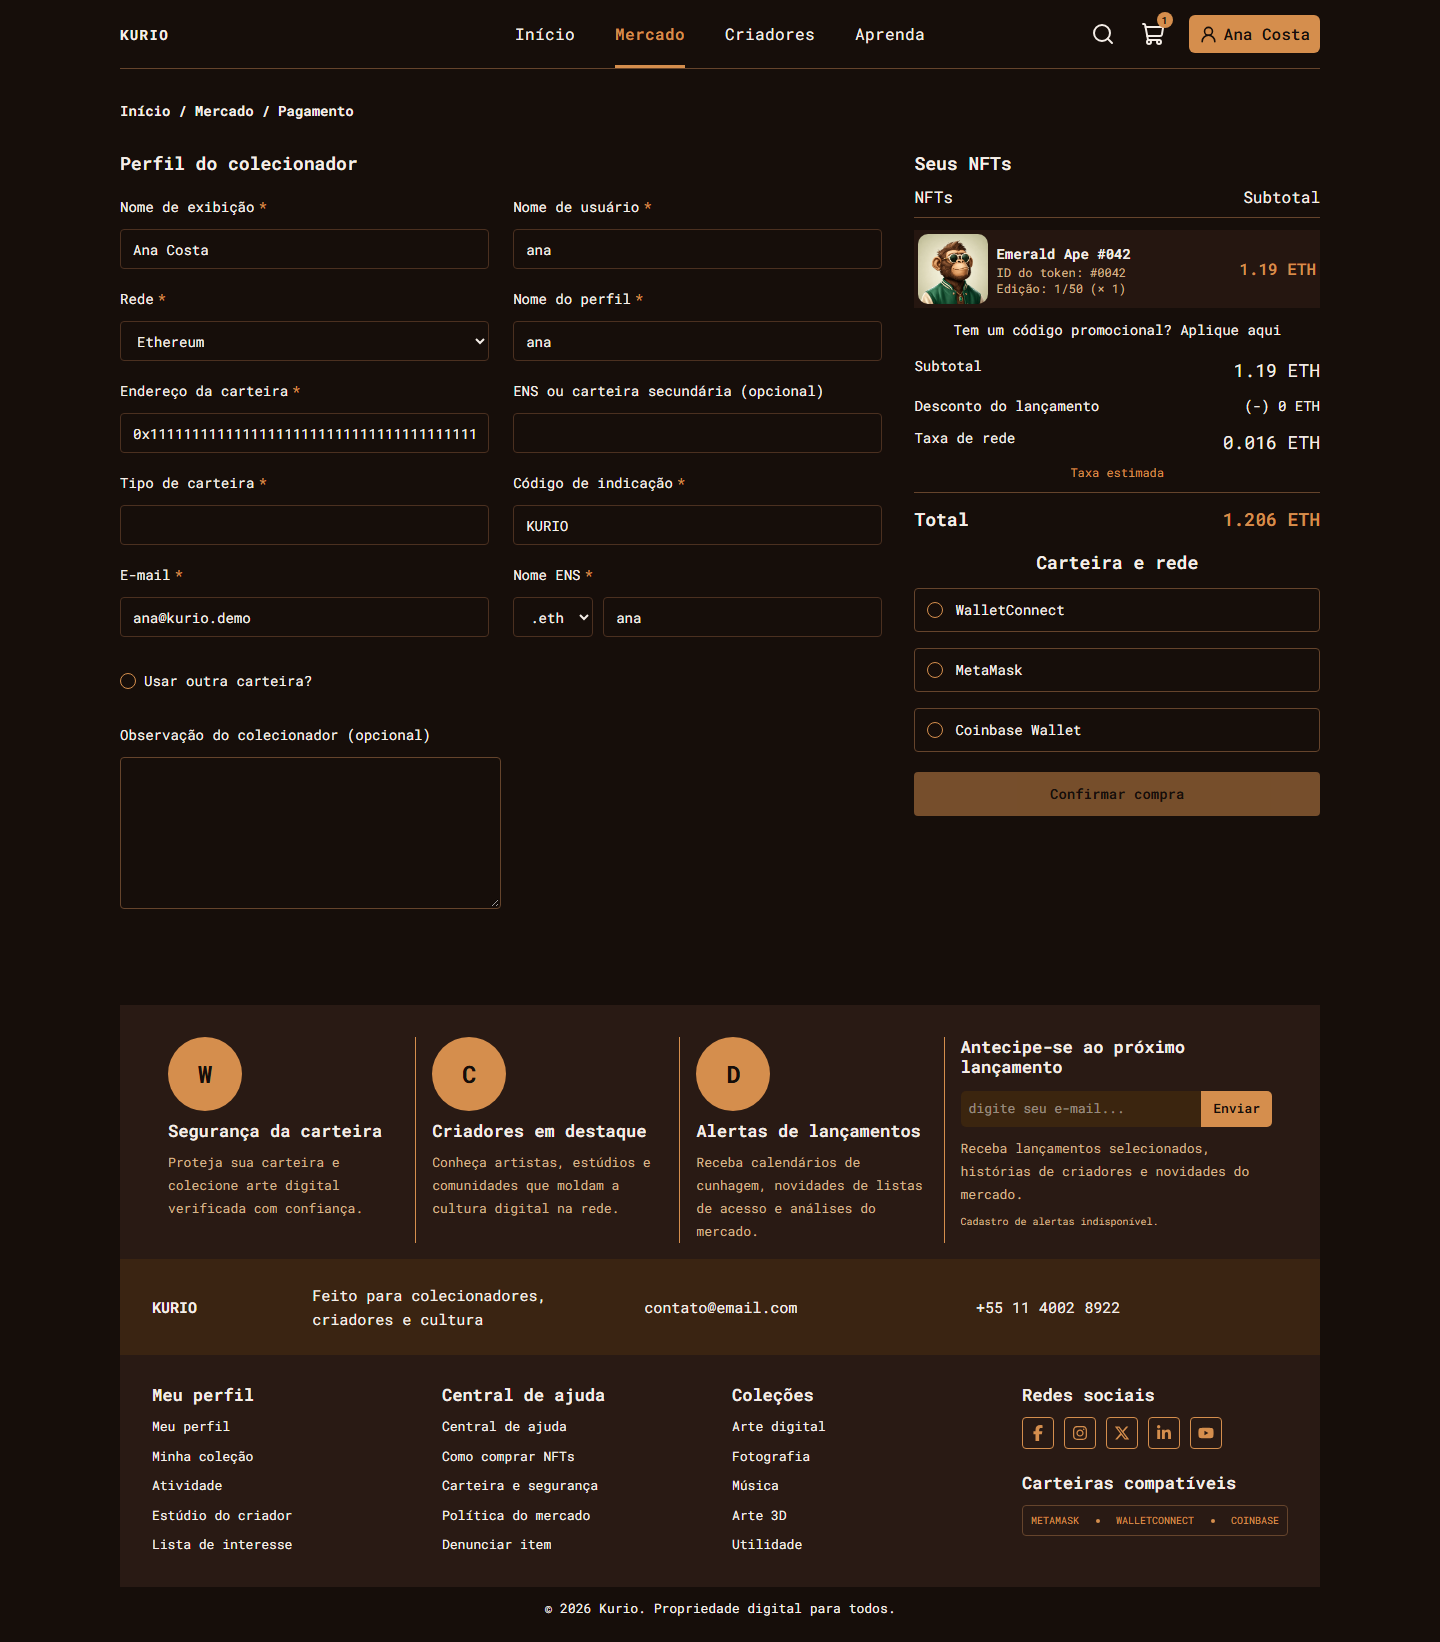 KURIO
Início
Mercado
Criadores
Aprenda
1
Ana Costa
Início / Mercado / Pagamento
Perfil do colecionador
Nome de exibição *
Nome de usuário *
Ana Costa
ana
Rede *
Nome do perfil *
Ethereum
ana
Endereço da carteira *
ENS ou carteira secundária (opcional)
0x1111111111111111111111111111111111111111
Tipo de carteira *
Código de indicação *
KURIO
E-mail *
Nome ENS *
ana@kurio.demo
.eth
ana
Usar outra carteira?
Observação do colecionador (opcional)
Seus NFTs
NFTs
Subtotal
Emerald Ape #042
ID do token: #0042
Edição: 1/50 (× 1)
1.19 ETH
Tem um código promocional? Aplique aqui
Subtotal
1.19 ETH
Desconto do lançamento
(-) 0 ETH
Taxa de rede
0.016 ETH
Taxa estimada
Total
1.206 ETH
Carteira e rede
WalletConnect
MetaMask
Coinbase Wallet
Confirmar compra
W
Segurança da carteira
Proteja sua carteira e
colecione arte digital
verificada com confiança.
C
Criadores em destaque
Conheça artistas, estúdios e
comunidades que moldam a
cultura digital na rede.
D
Alertas de lançamentos
Receba calendários de
cunhagem, novidades de listas
de acesso e análises do
mercado.
Antecipe-se ao próximo
lançamento
digite seu e-mail...
Enviar
Receba lançamentos selecionados,
histórias de criadores e novidades do
mercado.
Cadastro de alertas indisponível.
KURIO
Feito para colecionadores,
criadores e cultura
contato@email.com
+55 11 4002 8922
Meu perfil
Meu perfil
Minha coleção
Atividade
Estúdio do criador
Lista de interesse
Central de ajuda
Central de ajuda
Como comprar NFTs
Carteira e segurança
Política do mercado
Denunciar item
Coleções
Arte digital
Fotografia
Música
Arte 3D
Utilidade
Redes sociais
Carteiras compatíveis
METAMASK • WALLETCONNECT • COINBASE
© 2026 Kurio. Propriedade digital para todos.